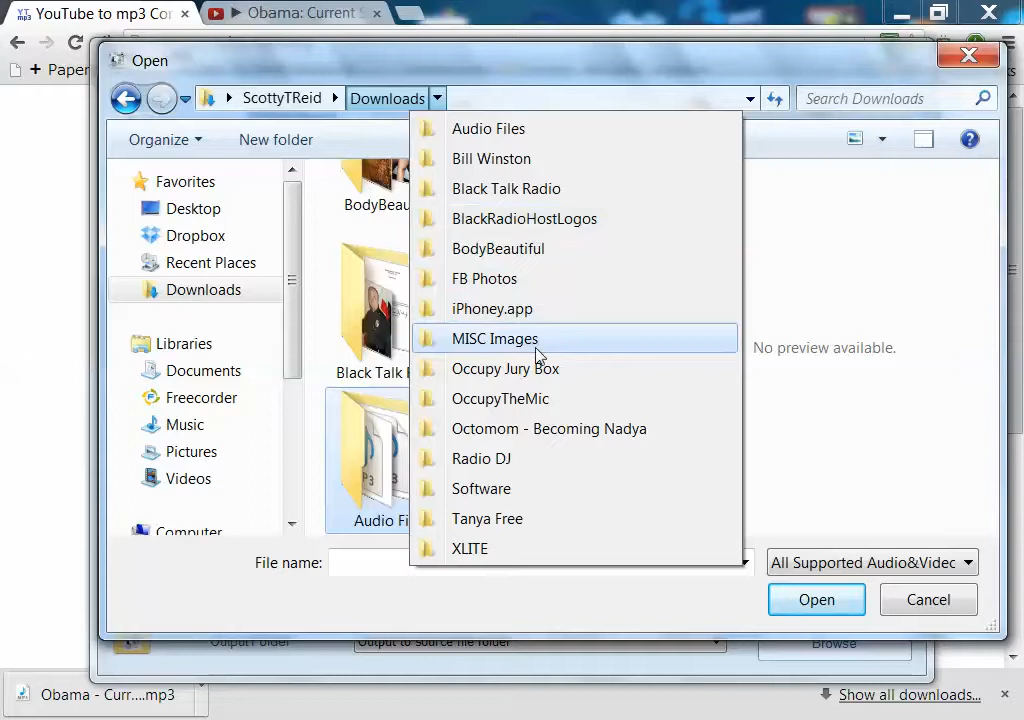 YouTube to mp3 Cor
Obama: Current S
+ Paper
Open
ScottyTReid
Downloads
Search Downloads
Organize
New folder
Favorites
Desktop
Dropbox
Recent Places
Downloads
Libraries
Documents
Freecorder
Music
Pictures
Videos
Computer
BodyBeau
Black Talk
Audio Fi
Audio Files
Bill Winston
Black Talk Radio
BlackRadioHostLogos
BodyBeautiful
FB Photos
iPhoney.app
MISC Images
Occupy Jury Box
OccupyTheMic
Octomom - Becoming Nadya
Radio DJ
Software
Tanya Free
XLITE
No preview available.
File name:
All Supported Audio&Videc
Open
Cancel
Output Folder
Output to source file folder
Browse
Obama - Curr....mp3
Show all downloads...